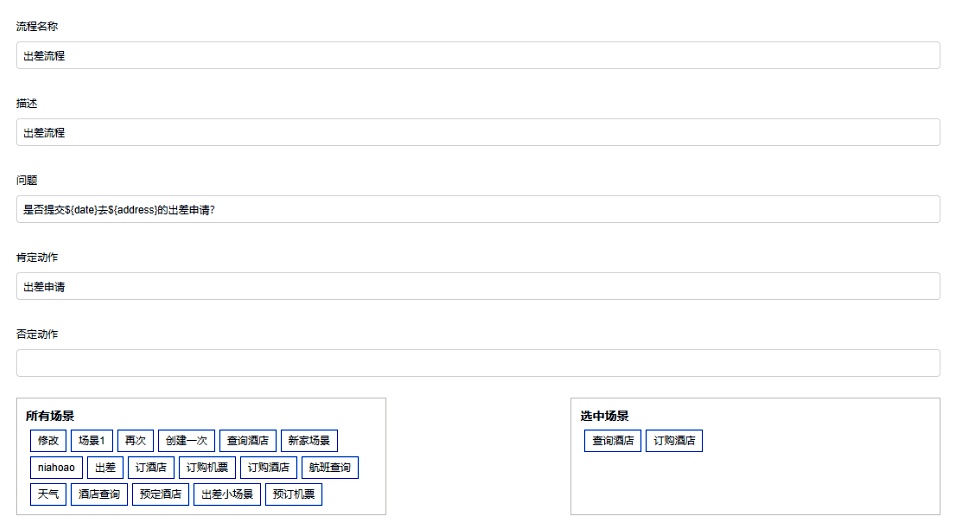 流程名称
出差流程
描述
出差流程
问题
是否提交${date}去${address}的出差申请?
肯定动作
出差申请
否定动作
所有场景
修改 场景1 再次 创建一次 查询酒店 新家场景
niahoao 出差 订酒店 订购机票 订购酒店 航班查询
天气 酒店查询 预定酒店 出差小场景 预订机票
选中场景
查询酒店 订购酒店